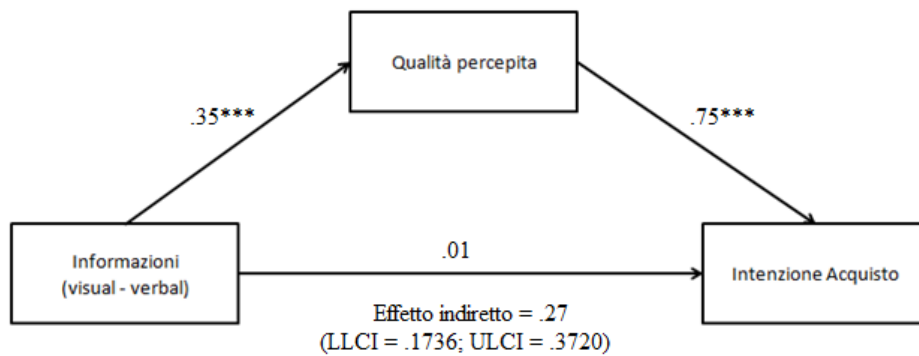 Qualità percepita
.35***
.75***
Informazioni
(visual - verbal)
.01
Intenzione Acquisto
Effetto indiretto = .27
(LLCI = .1736; ULCI = .3720)